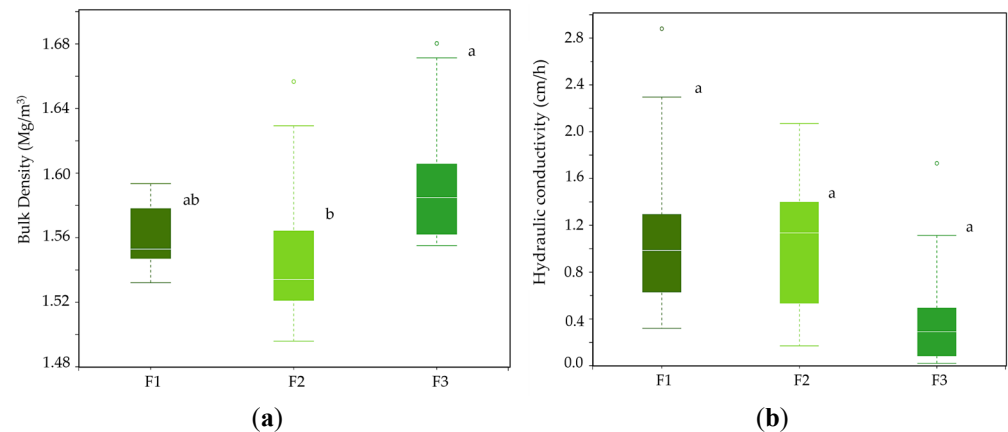 Bulk Density (Mg/m³)
1.68
1.64
1.60
1.56
1.52
1.48
ab
b
a
F1 F2 F3
(a)
Hydraulic conductivity (cm/h)
2.8
2.4
2.0
1.6
1.2
0.8
0.4
0.0
a
a
a
F1 F2 F3
(b)